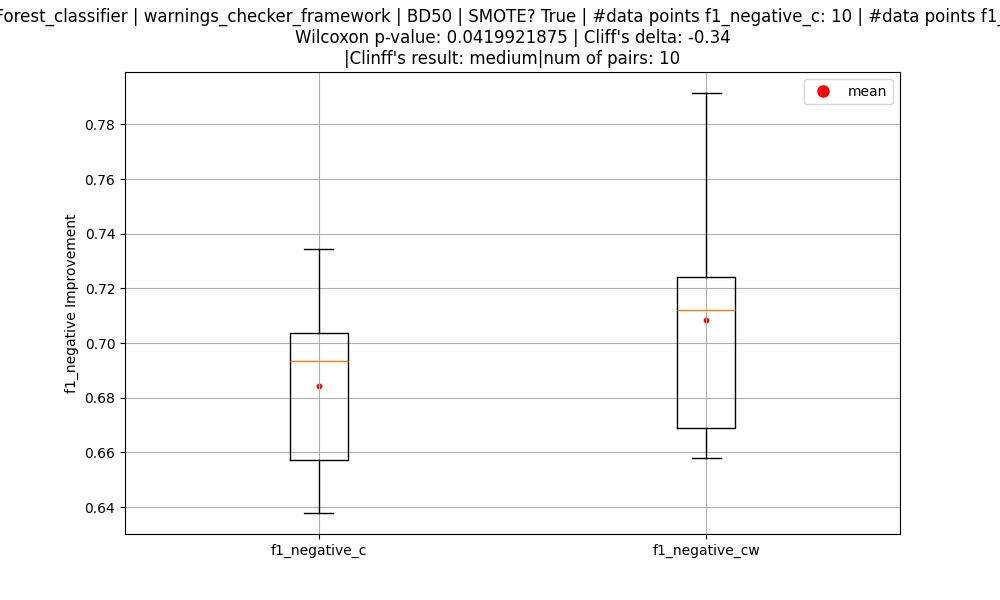 Forest_classifier | warnings_checker_framework | BD50 | SMOTE? True | #data points f1_negative_c: 10 | #data points f1_
Wilcoxon p-value: 0.0419921875 | Cliff's delta: -0.34
|Clinff's result: medium|num of pairs: 10
mean
0.78
0.76
0.74
0.72
0.70
0.68
0.66
0.64
f1_negative Improvement
f1_negative_c
f1_negative_cw